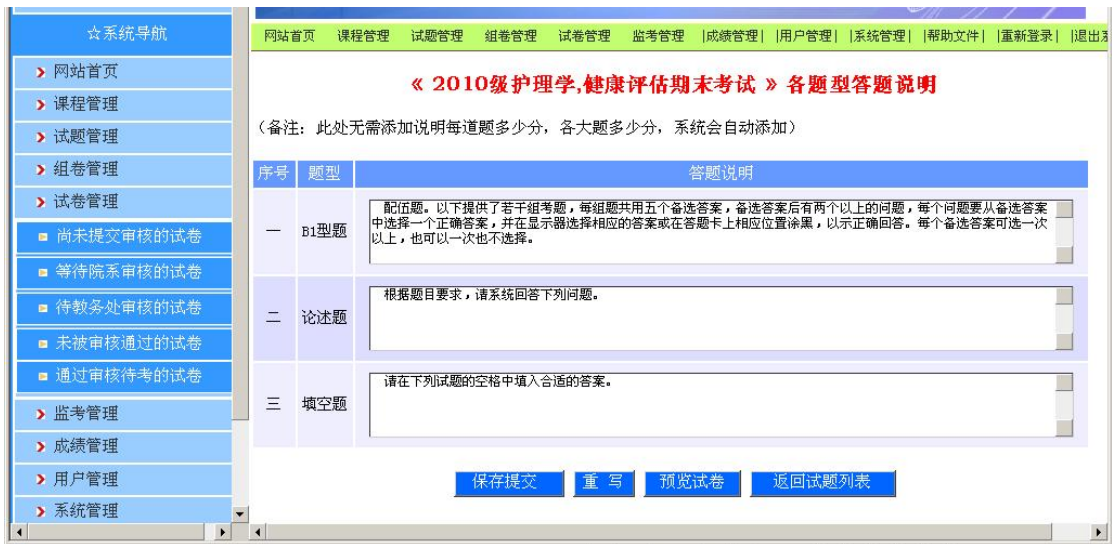 ☆系统导航
网站首页
课程管理
试题管理
组卷管理
试卷管理
尚未提交审核的试卷
等待院系审核的试卷
待教务处审核的试卷
未被审核通过的试卷
通过审核待考的试卷
监考管理
成绩管理
用户管理
系统管理
网站首页 课程管理 试题管理 组卷管理 试卷管理 监考管理 |成绩管理| |用户管理| |系统管理| |帮助文件| |重新登录| |退出
《 2010级护理学,健康评估期末考试 》各题型答题说明
（备注：此处无需添加说明每道题多少分，各大题多少分，系统会自动添加）
序号 题型 答题说明
一 B1型题
配伍题。以下提供了若干组考题，每组题共用五个备选答案，备选答案后有两个以上的问题，每个问题要从备选答案
中选择一个正确答案，并在显示器选择相应的答案或在答题卡上相应位置涂黑，以示正确回答。每个备选答案可选一次
以上，也可以一次也不选择。
二 论述题
根据题目要求，请系统回答下列问题。
三 填空题
请在下列试题的空格中填入合适的答案。
保存提交 重 写 预览试卷 返回试题列表